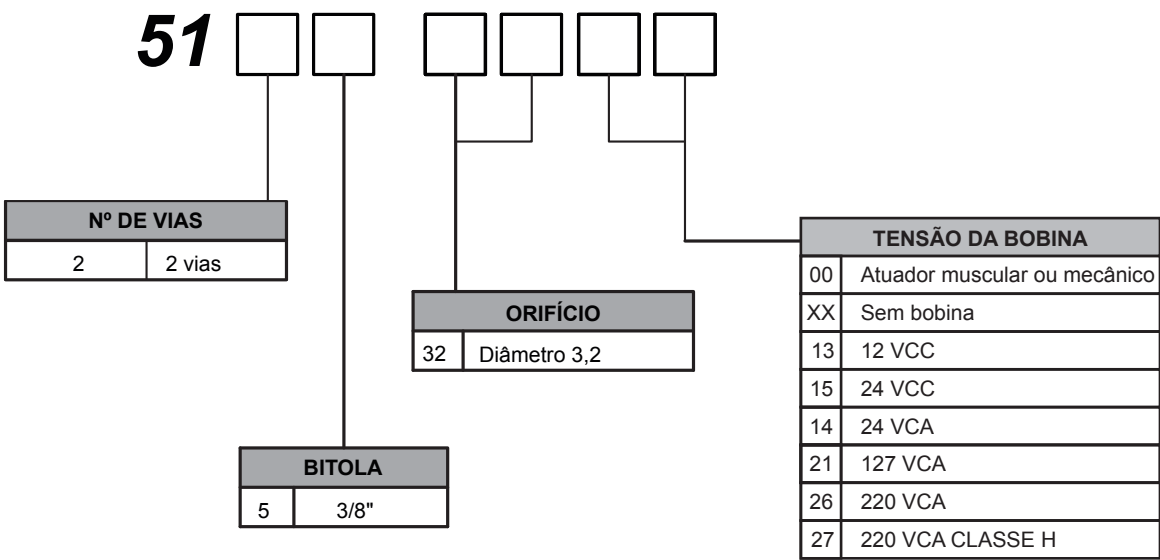 51
Nº DE VIAS
2 2 vias
ORIFÍCIO
32 Diâmetro 3,2
BITOLA
5 3/8"
TENSÃO DA BOBINA
00 Atuador muscular ou mecânico
XX Sem bobina
13 12 VCC
15 24 VCC
14 24 VCA
21 127 VCA
26 220 VCA
27 220 VCA CLASSE H